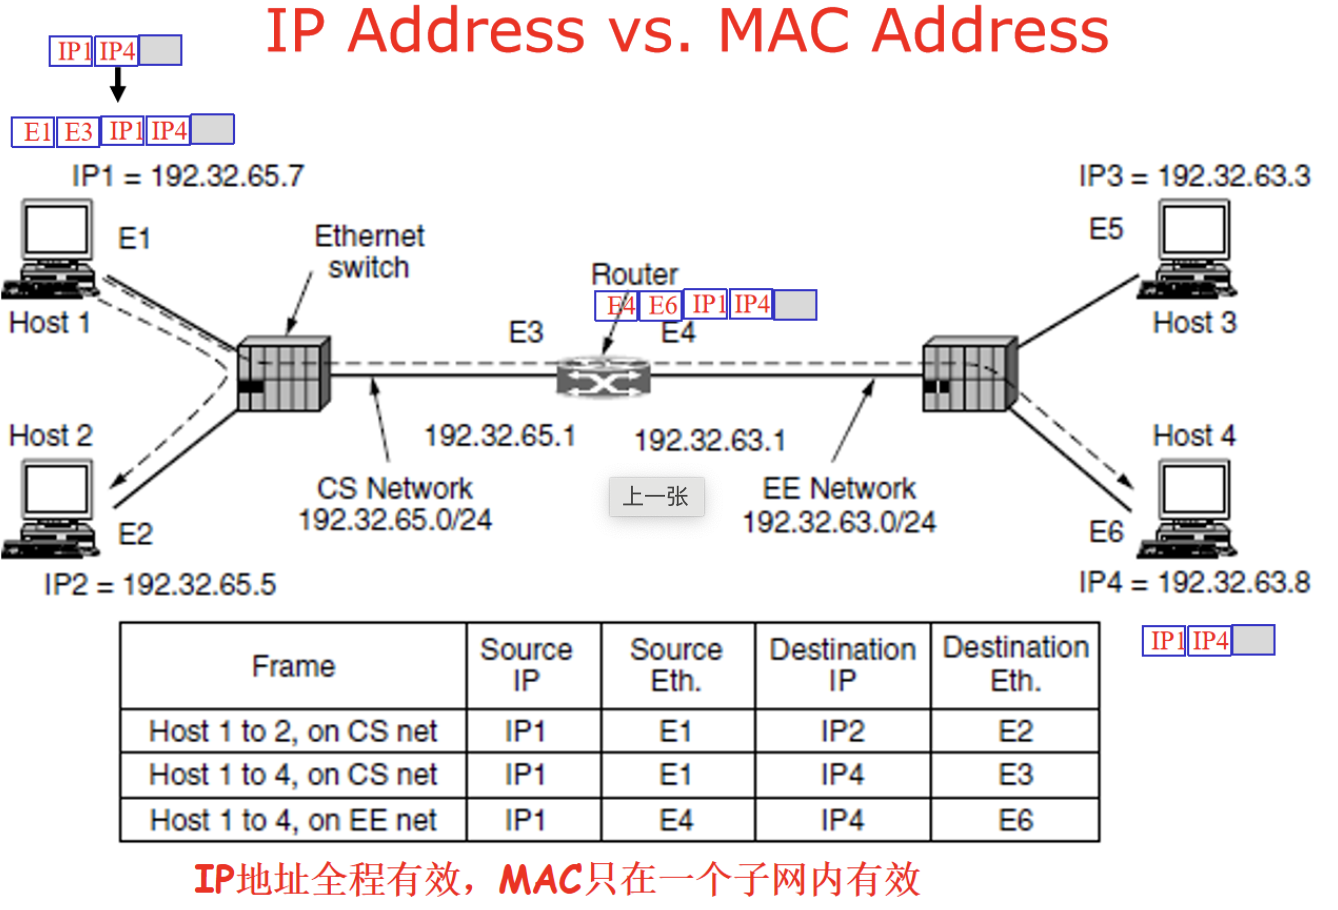 IP Address vs. MAC Address
IP1 IP4
E1 E3 IP1 IP4
IP1 = 192.32.65.7
IP3 = 192.32.63.3
E1
Ethernet
switch
E5
Router
E4 E6 IP1 IP4
Host 1
E3
E4
Host 3
Host 2
192.32.65.1
192.32.63.1
Host 4
CS Network
192.32.65.0/24
上一张
EE Network
192.32.63.0/24
E2
E6
IP2 = 192.32.65.5
IP4 = 192.32.63.8
IP1 IP4
Frame Source IP Source Eth. Destination IP Destination Eth.
Host 1 to 2, on CS net IP1 E1 IP2 E2
Host 1 to 4, on CS net IP1 E1 IP4 E3
Host 1 to 4, on EE net IP1 E4 IP4 E6
IP地址全程有效，MAC只在一个子网内有效